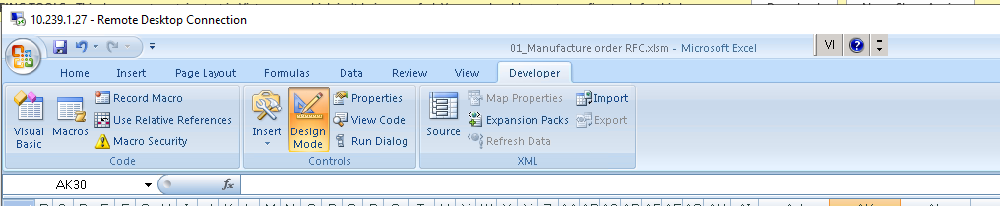 10.239.1.27 - Remote Desktop Connection
01_Manufacture order RFC.xlsm - Microsoft Excel
VI
Home Insert Page Layout Formulas Data Review View Developer
Visual Basic
Macros
Record Macro
Use Relative References
Macro Security
Code
Insert
Design Mode
Properties
View Code
Run Dialog
Controls
Source
Map Properties
Expansion Packs
Refresh Data
Import
Export
XML
AK30
fx